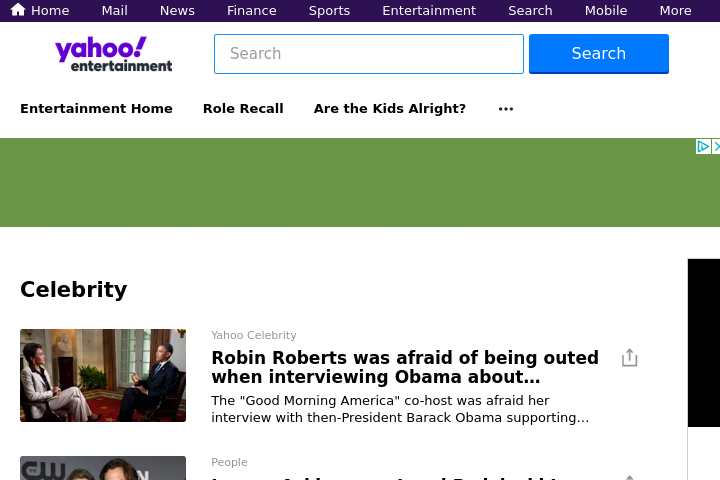 Home Mail News Finance Sports Entertainment Search Mobile More
yahoo!
entertainment
Search
Search
Entertainment Home Role Recall Are the Kids Alright? •••
Celebrity
Yahoo Celebrity
Robin Roberts was afraid of being outed
when interviewing Obama about…
The "Good Morning America" co-host was afraid her
interview with then-President Barack Obama supporting…
People
THE CW